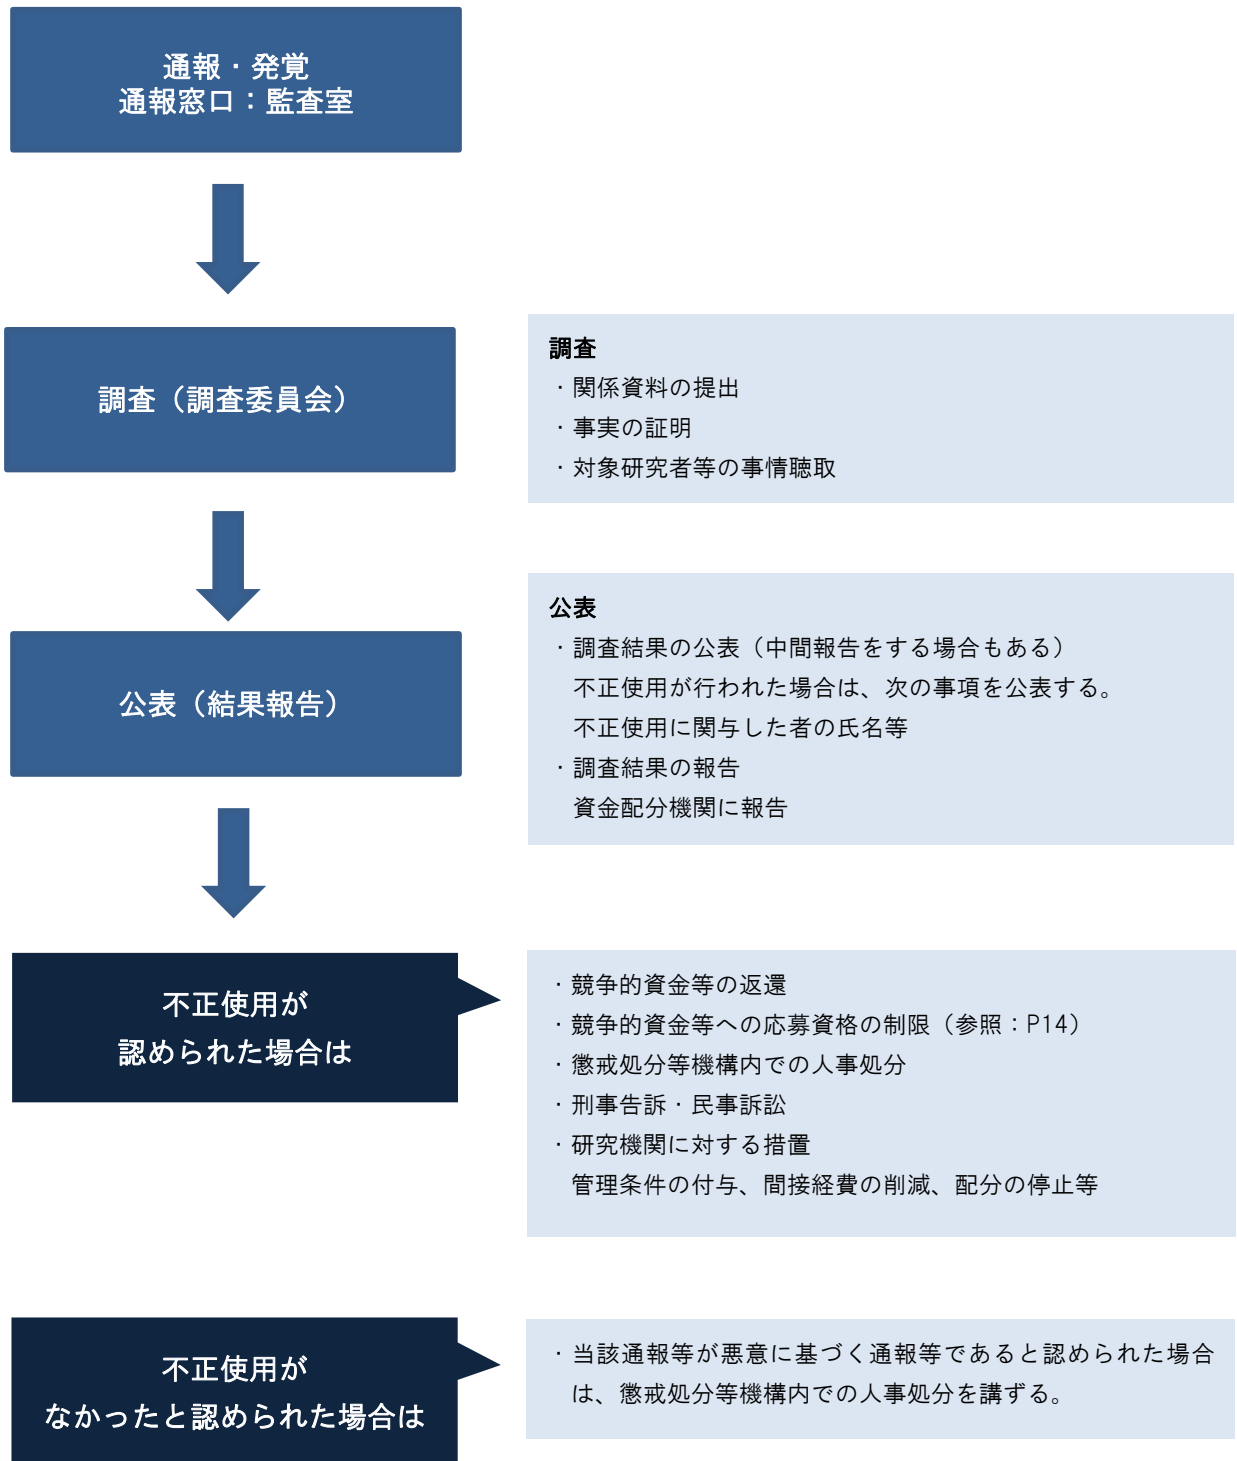 通報・発覚
通報窓口：監査室
調査（調査委員会）
調査
・関係資料の提出
・事実の証明
・対象研究者等の事情聴取
公表（結果報告）
公表
・調査結果の公表（中間報告をする場合もある）
不正使用が行われた場合は、次の事項を公表する。
不正使用に関与した者の氏名等
・調査結果の報告
資金配分機関に報告
不正使用が
認められた場合は
・競争的資金等の返還
・競争的資金等への応募資格の制限（参照：P14）
・懲戒処分等機構内での人事処分
・刑事告訴・民事訴訟
・研究機関に対する措置
管理条件の付与、間接経費の削減、配分の停止等
不正使用が
なかったと認められた場合は
・当該通報等が悪意に基づく通報等であると認められた場合
は、懲戒処分等機構内での人事処分を講ずる。